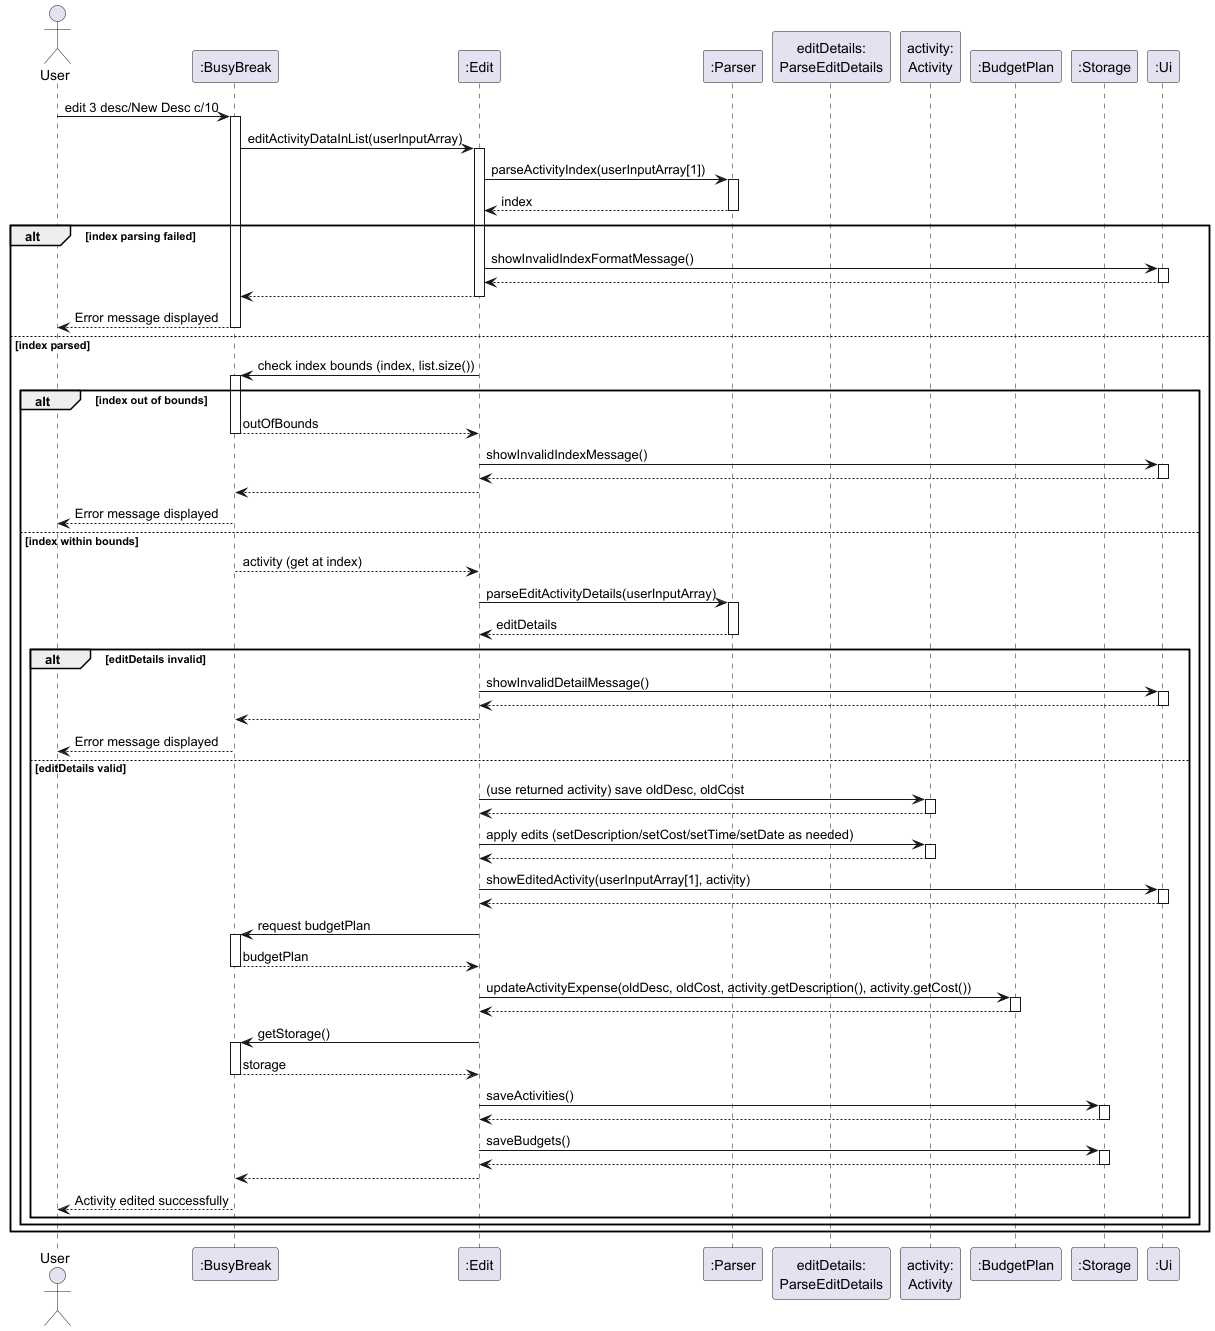 User
:BusyBreak
:Edit
:Parser
editDetails:
ParseEditDetails
activity:
Activity
:BudgetPlan
:Storage
:Ui
edit 3 desc/New Desc c/10
editActivityDataInList(userInputArray)
parseActivityIndex(userInputArray[1])
index
alt
[index parsing failed]
showInvalidIndexFormatMessage()
Error message displayed
[index parsed]
check index bounds (index, list.size())
alt
[index out of bounds]
outOfBounds
showInvalidIndexMessage()
Error message displayed
[index within bounds]
activity (get at index)
parseEditActivityDetails(userInputArray)
editDetails
alt
[editDetails invalid]
showInvalidDetailMessage()
Error message displayed
[editDetails valid]
(use returned activity) save oldDesc, oldCost
apply edits (setDescription/setCost/setTime/setDate as needed)
showEditedActivity(userInputArray[1], activity)
request budgetPlan
budgetPlan
updateActivityExpense(oldDesc, oldCost, activity.getDescription(), activity.getCost())
getStorage()
storage
saveActivities()
saveBudgets()
Activity edited successfully
User
:BusyBreak
:Edit
:Parser
editDetails:
ParseEditDetails
activity:
Activity
:BudgetPlan
:Storage
:Ui